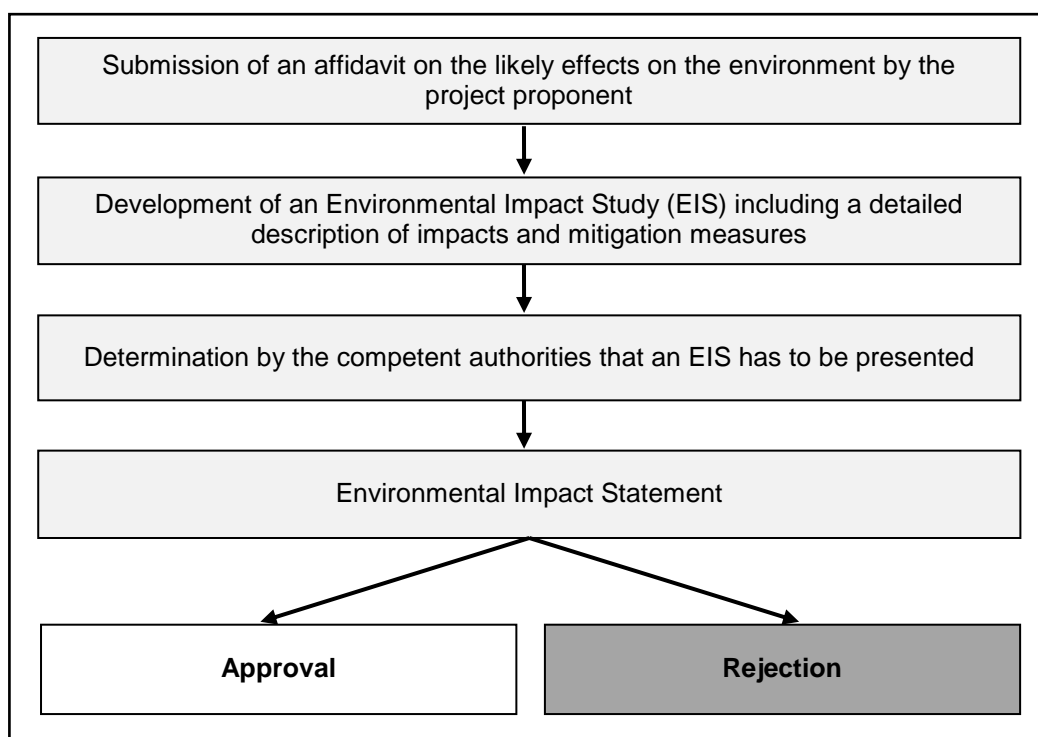 Submission of an affidavit on the likely effects on the environment by the
project proponent
Development of an Environmental Impact Study (EIS) including a detailed
description of impacts and mitigation measures
Determination by the competent authorities that an EIS has to be presented
Environmental Impact Statement
Approval
Rejection